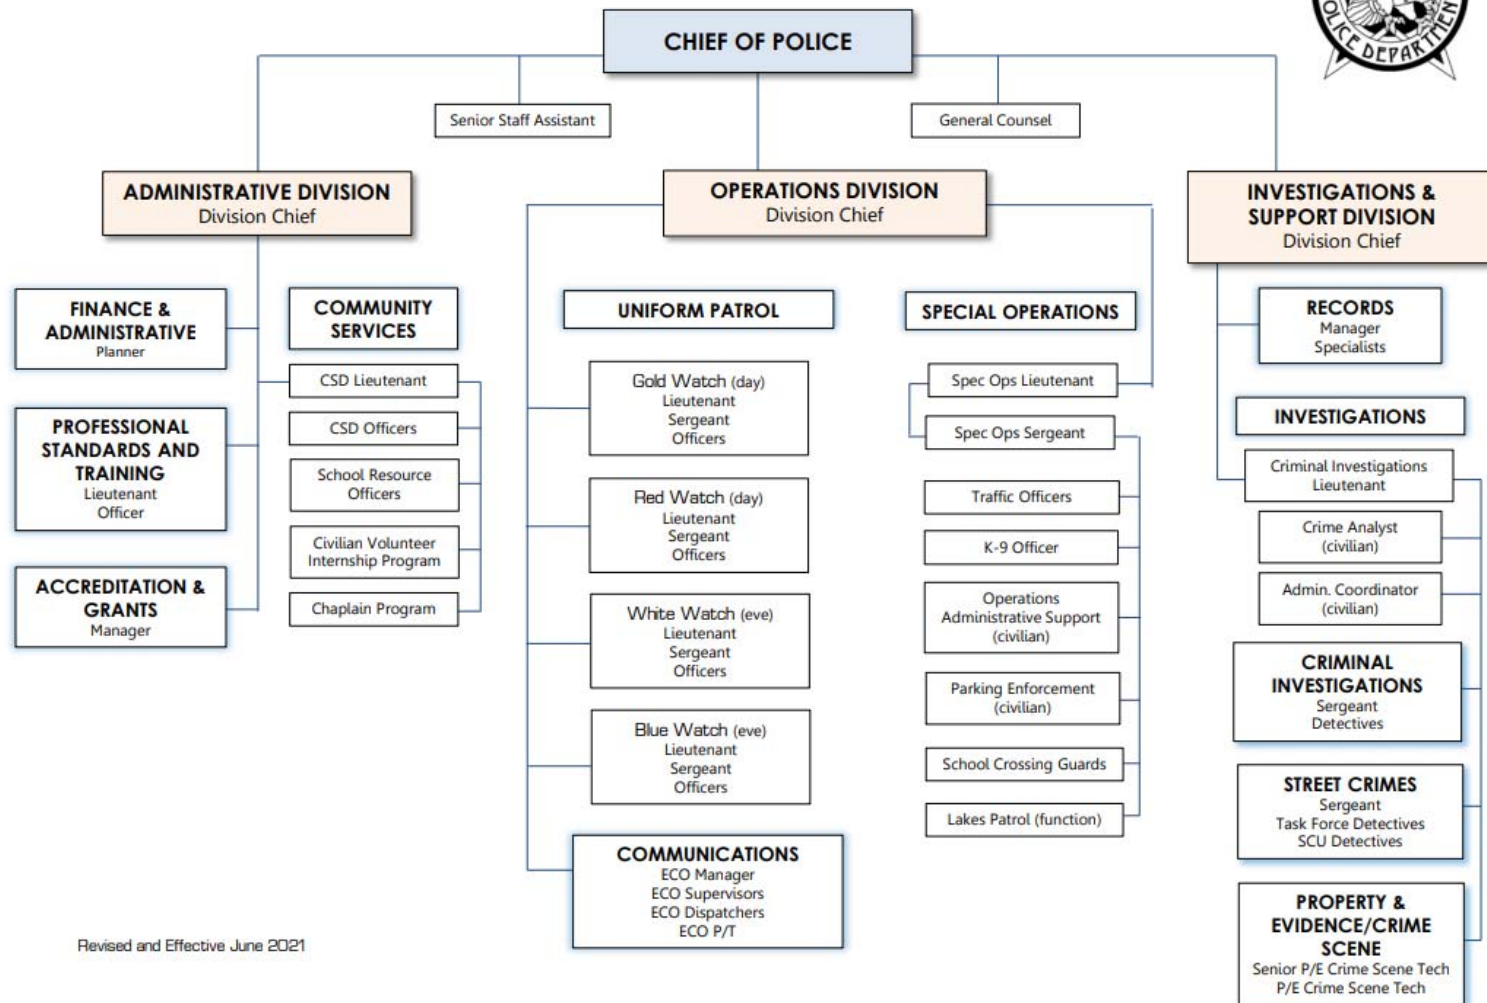 OLICE DEPARTMEN
CHIEF OF POLICE
Senior Staff Assistant
General Counsel
ADMINISTRATIVE DIVISION
Division Chief
OPERATIONS DIVISION
Division Chief
INVESTIGATIONS &
SUPPORT DIVISION
Division Chief
FINANCE &
ADMINISTRATIVE
Planner
PROFESSIONAL
STANDARDS AND
TRAINING
Lieutenant
Officer
ACCREDITATION &
GRANTS
Manager
COMMUNITY
SERVICES
CSD Lieutenant
CSD Officers
School Resource
Officers
Civilian Volunteer
Internship Program
Chaplain Program
UNIFORM PATROL
Gold Watch (day)
Lieutenant
Sergeant
Officers
Red Watch (day)
Lieutenant
Sergeant
Officers
White Watch (eve)
Lieutenant
Sergeant
Officers
Blue Watch (eve)
Lieutenant
Sergeant
Officers
COMMUNICATIONS
ECO Manager
ECO Supervisors
ECO Dispatchers
ECO P/T
SPECIAL OPERATIONS
Spec Ops Lieutenant
Spec Ops Sergeant
Traffic Officers
K-9 Officer
Operations
Administrative Support
(civilian)
Parking Enforcement
(civilian)
School Crossing Guards
Lakes Patrol (function)
RECORDS
Manager
Specialists
INVESTIGATIONS
Criminal Investigations
Lieutenant
Crime Analyst
(civilian)
Admin. Coordinator
(civilian)
CRIMINAL
INVESTIGATIONS
Sergeant
Detectives
STREET CRIMES
Sergeant
Task Force Detectives
SCU Detectives
PROPERTY &
EVIDENCE/CRIME
SCENE
Senior P/E Crime Scene Tech
P/E Crime Scene Tech
Revised and Effective June 2021